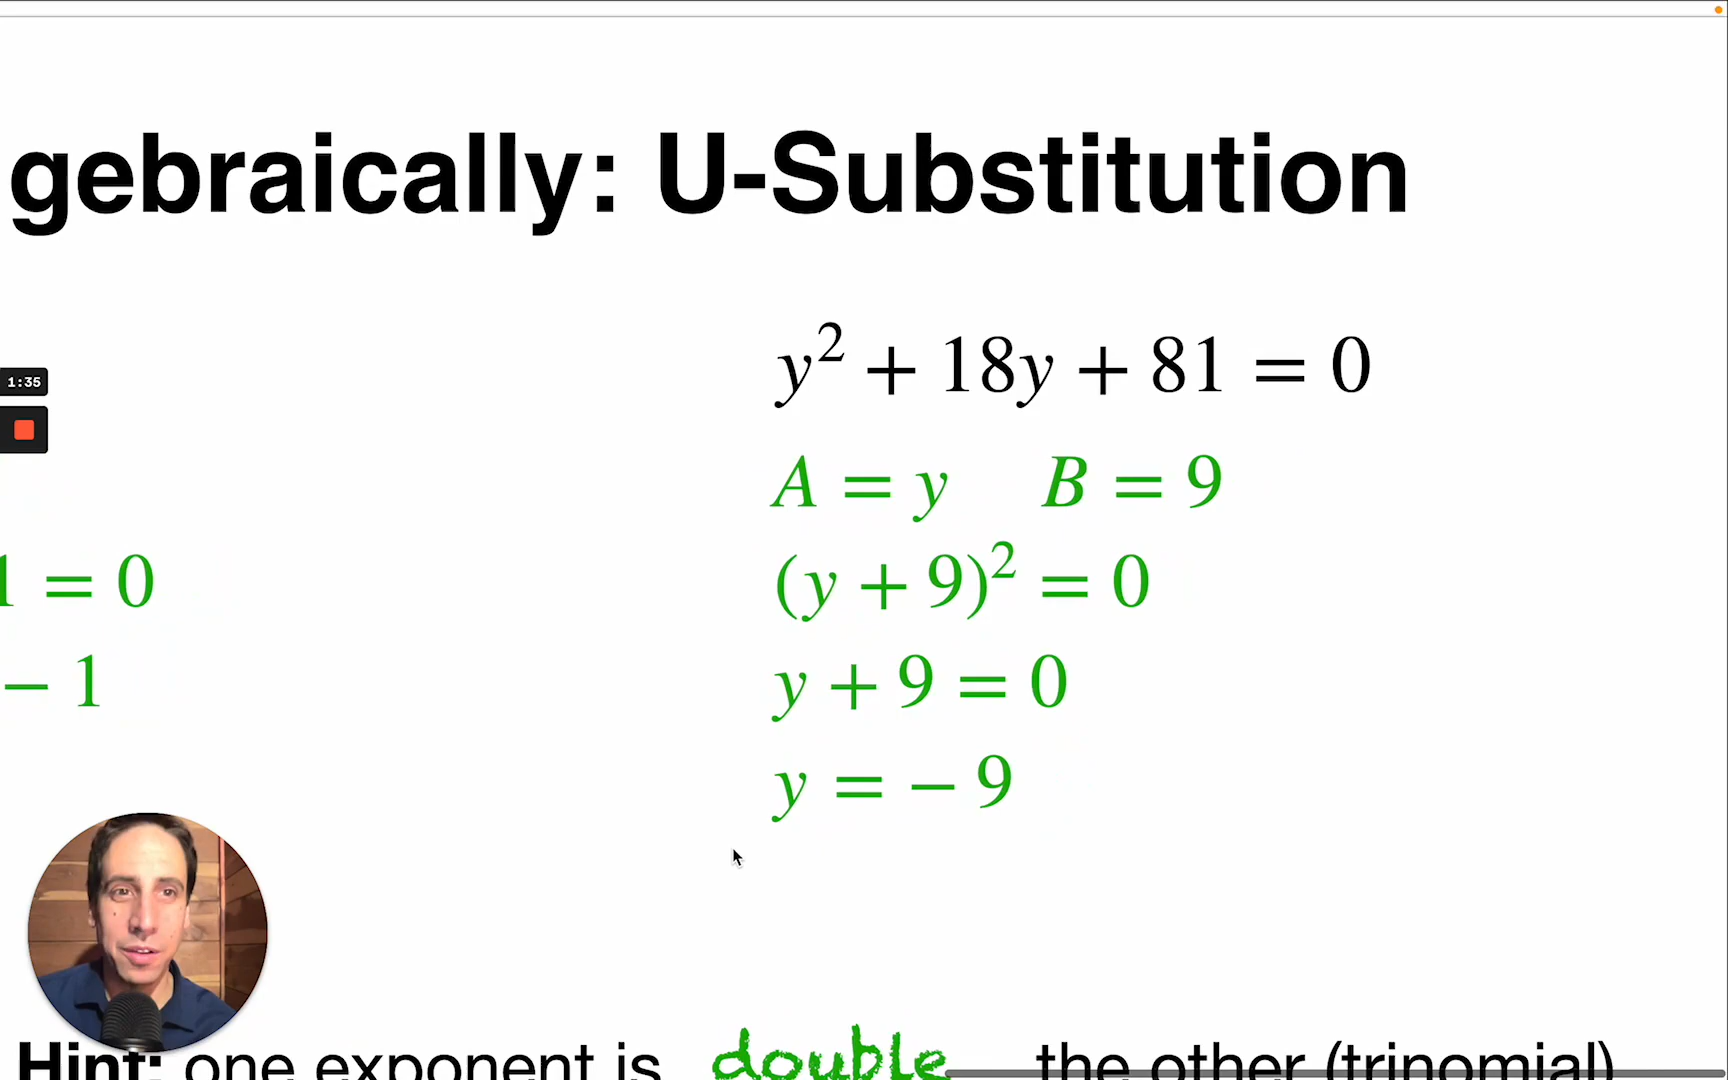 gebraically: U-Substitution
y² + 18y + 81 = 0
1:35
A = y B = 9
1 = 0
(y + 9)² = 0
− 1
y + 9 = 0
y = − 9
Hint: one exponent is double the other (trinomial)